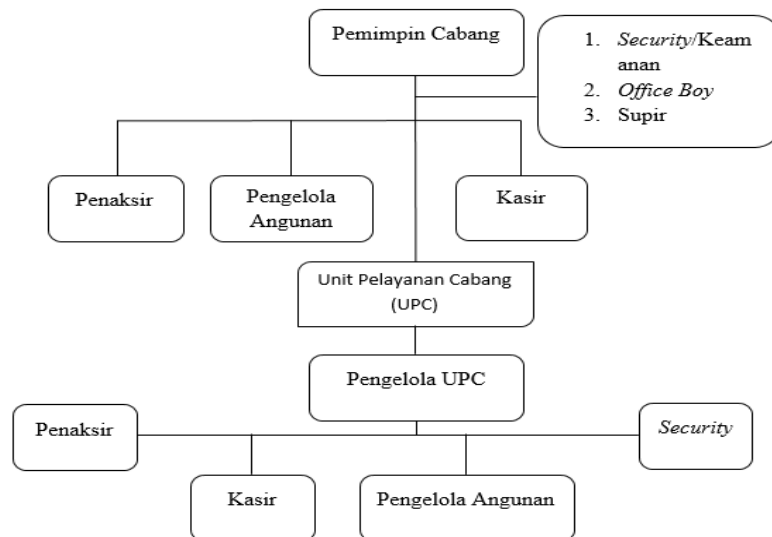 Pemimpin Cabang
1. Security/Keam
anan
2. Office Boy
3. Supir
Penaksir
Pengelola
Angunan
Kasir
Unit Pelayanan Cabang
(UPC)
Pengelola UPC
Penaksir
Security
Kasir
Pengelola Angunan